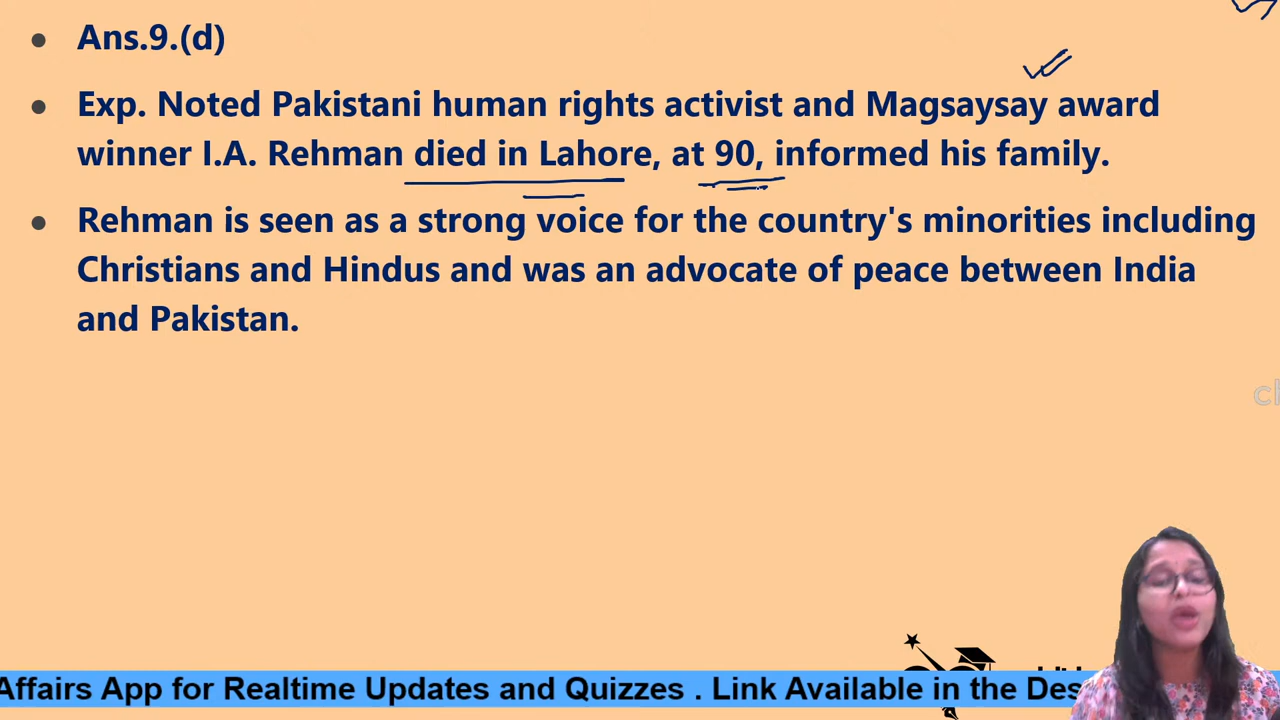 Ans.9.(d)
Exp. Noted Pakistani human rights activist and Magsaysay award
winner I.A. Rehman died in Lahore, at 90, informed his family.
Rehman is seen as a strong voice for the country's minorities including
Christians and Hindus and was an advocate of peace between India
and Pakistan.
Affairs App for Realtime Updates and Quizzes . Link Available in the Des